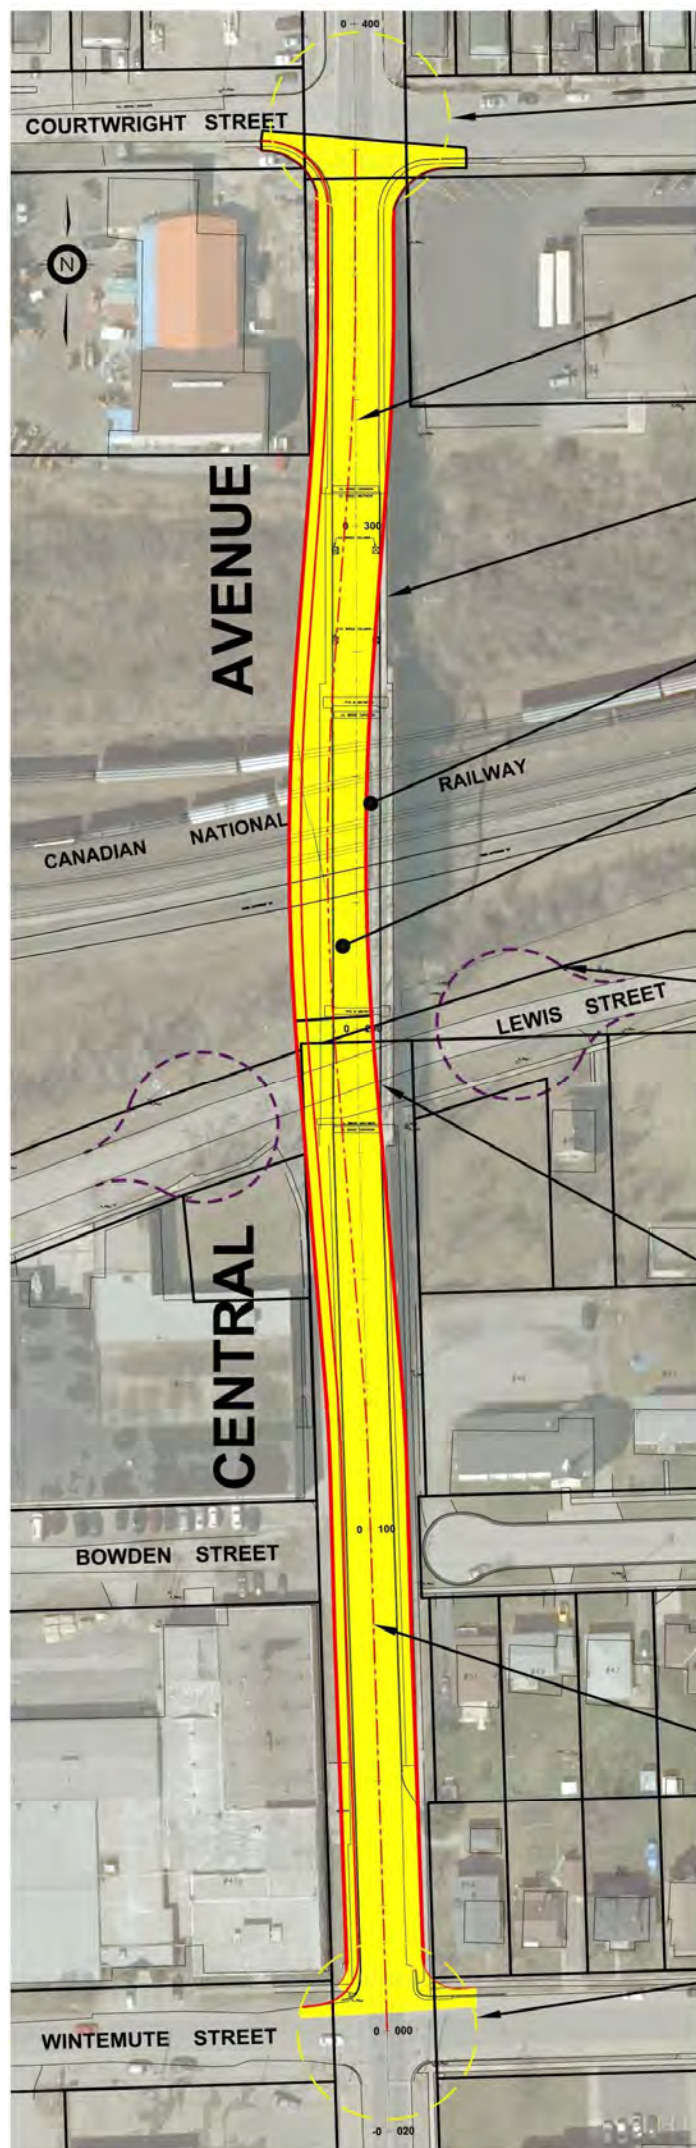 0 400
COURTWRIGHT STREET
N
AVENUE
0 300
RAILWAY
NATIONAL
CANADIAN
LEWIS STREET
CENTRAL
0 100
BOWDEN STREET
WINTEMUTE STREET
0 000
-0 020